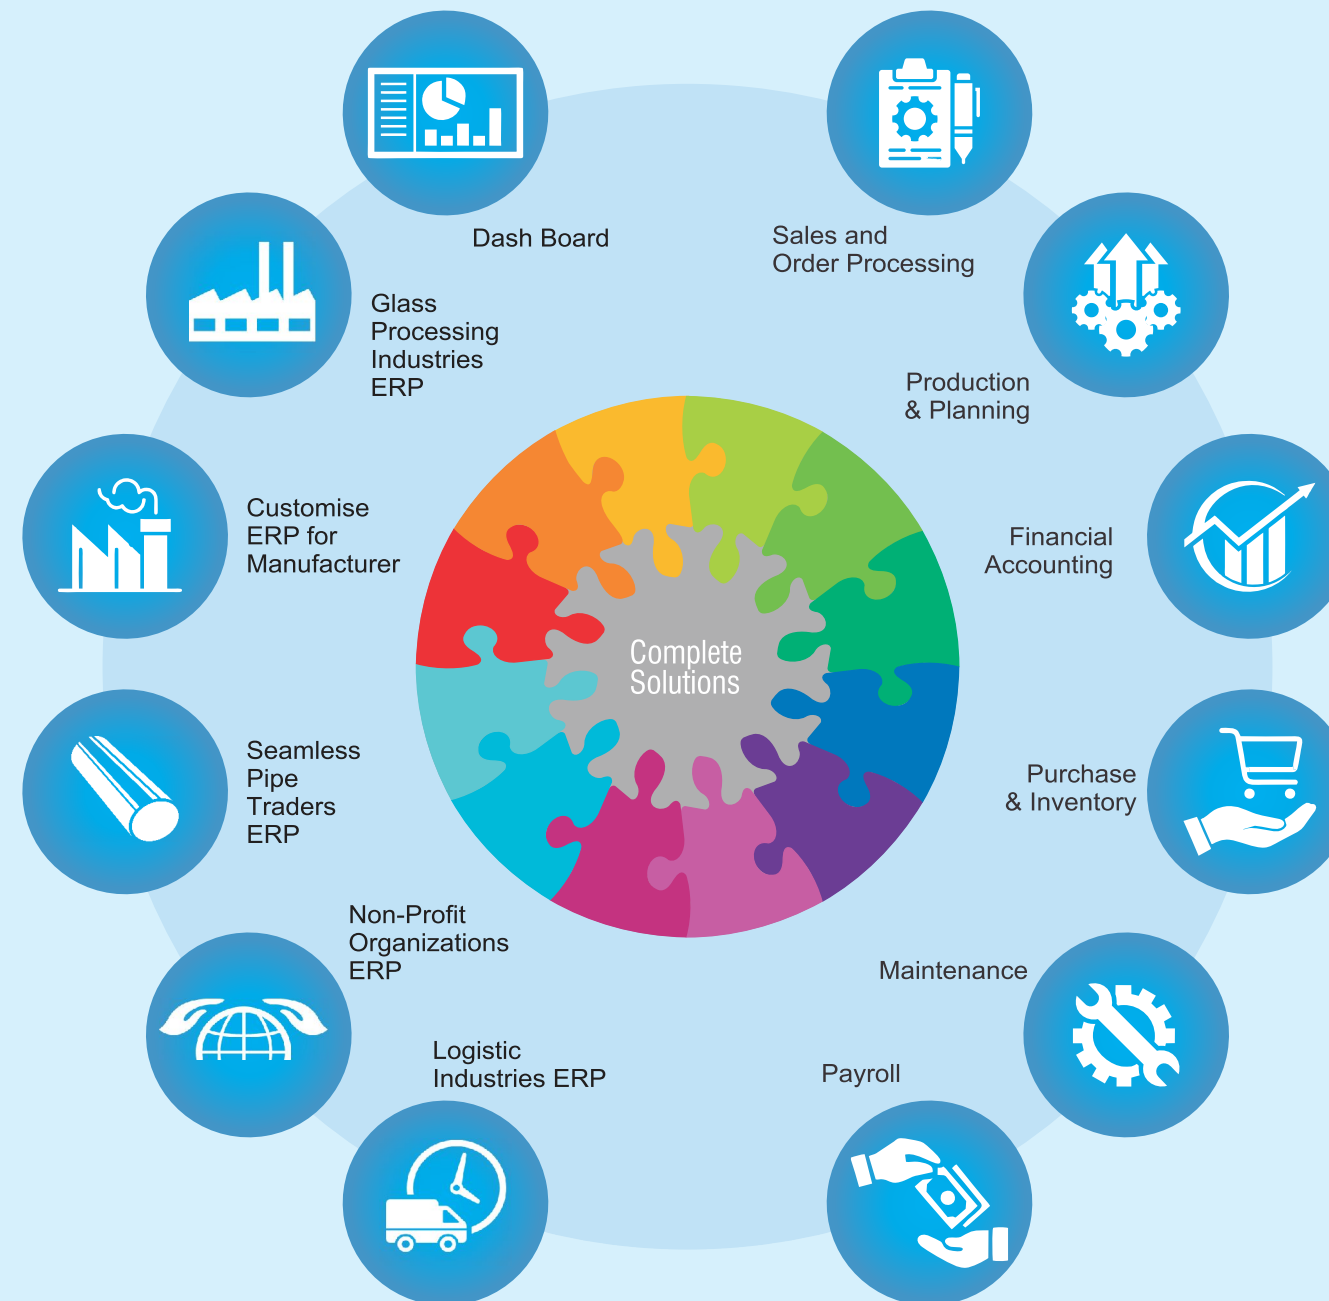 Dash Board
Sales and
Order Processing
Glass
Processing
Industries
ERP
Production
& Planning
Customise
ERP for
Manufacturer
Financial
Accounting
Complete
Solutions
Seamless
Pipe
Traders
ERP
Purchase
& Inventory
Non-Profit
Organizations
ERP
Maintenance
Logistic
Industries ERP
Payroll